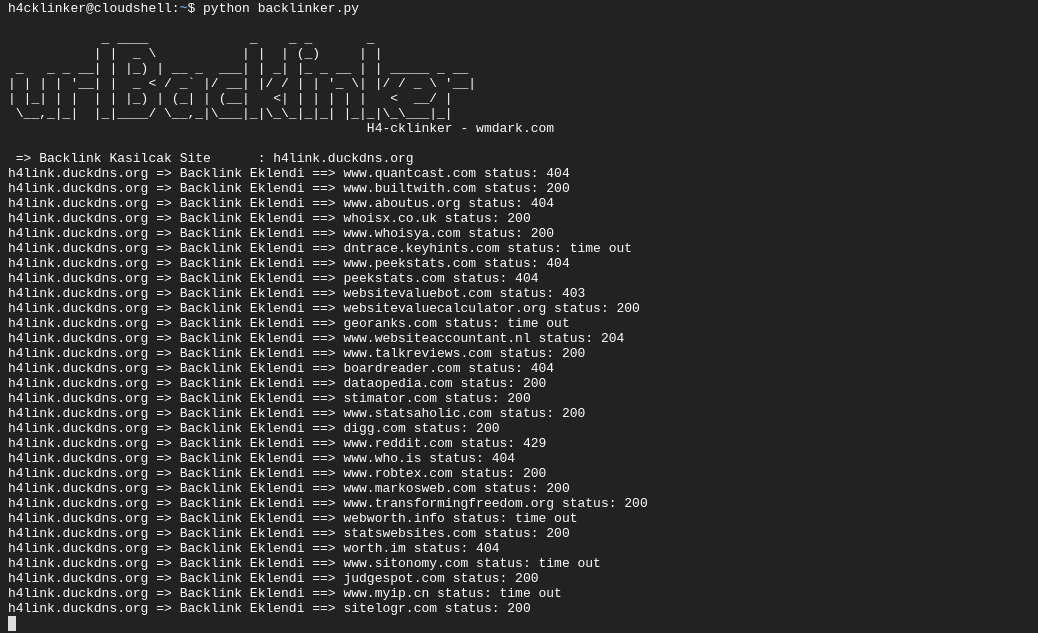 h4cklinker@cloudshell:~$ python backlinker.py
urlBacklinker
H4-cklinker - wmdark.com
=> Backlink Kasilcak Site : h4link.duckdns.org
h4link.duckdns.org => Backlink Eklendi ==> www.quantcast.com status: 404
h4link.duckdns.org => Backlink Eklendi ==> www.builtwith.com status: 200
h4link.duckdns.org => Backlink Eklendi ==> www.aboutus.org status: 404
h4link.duckdns.org => Backlink Eklendi ==> whoisx.co.uk status: 200
h4link.duckdns.org => Backlink Eklendi ==> www.whoisya.com status: 200
h4link.duckdns.org => Backlink Eklendi ==> dntrace.keyhints.com status: time out
h4link.duckdns.org => Backlink Eklendi ==> www.peekstats.com status: 404
h4link.duckdns.org => Backlink Eklendi ==> peekstats.com status: 404
h4link.duckdns.org => Backlink Eklendi ==> websitevaluebot.com status: 403
h4link.duckdns.org => Backlink Eklendi ==> websitevaluecalculator.org status: 200
h4link.duckdns.org => Backlink Eklendi ==> georanks.com status: time out
h4link.duckdns.org => Backlink Eklendi ==> www.websiteaccountant.nl status: 204
h4link.duckdns.org => Backlink Eklendi ==> www.talkreviews.com status: 200
h4link.duckdns.org => Backlink Eklendi ==> boardreader.com status: 404
h4link.duckdns.org => Backlink Eklendi ==> dataopedia.com status: 200
h4link.duckdns.org => Backlink Eklendi ==> stimator.com status: 200
h4link.duckdns.org => Backlink Eklendi ==> www.statsaholic.com status: 200
h4link.duckdns.org => Backlink Eklendi ==> digg.com status: 200
h4link.duckdns.org => Backlink Eklendi ==> www.reddit.com status: 429
h4link.duckdns.org => Backlink Eklendi ==> www.who.is status: 404
h4link.duckdns.org => Backlink Eklendi ==> www.robtex.com status: 200
h4link.duckdns.org => Backlink Eklendi ==> www.markosweb.com status: 200
h4link.duckdns.org => Backlink Eklendi ==> www.transformingfreedom.org status: 200
h4link.duckdns.org => Backlink Eklendi ==> webworth.info status: time out
h4link.duckdns.org => Backlink Eklendi ==> statswebsites.com status: 200
h4link.duckdns.org => Backlink Eklendi ==> worth.im status: 404
h4link.duckdns.org => Backlink Eklendi ==> www.sitonomy.com status: time out
h4link.duckdns.org => Backlink Eklendi ==> judgespot.com status: 200
h4link.duckdns.org => Backlink Eklendi ==> www.myip.cn status: time out
h4link.duckdns.org => Backlink Eklendi ==> sitelogr.com status: 200